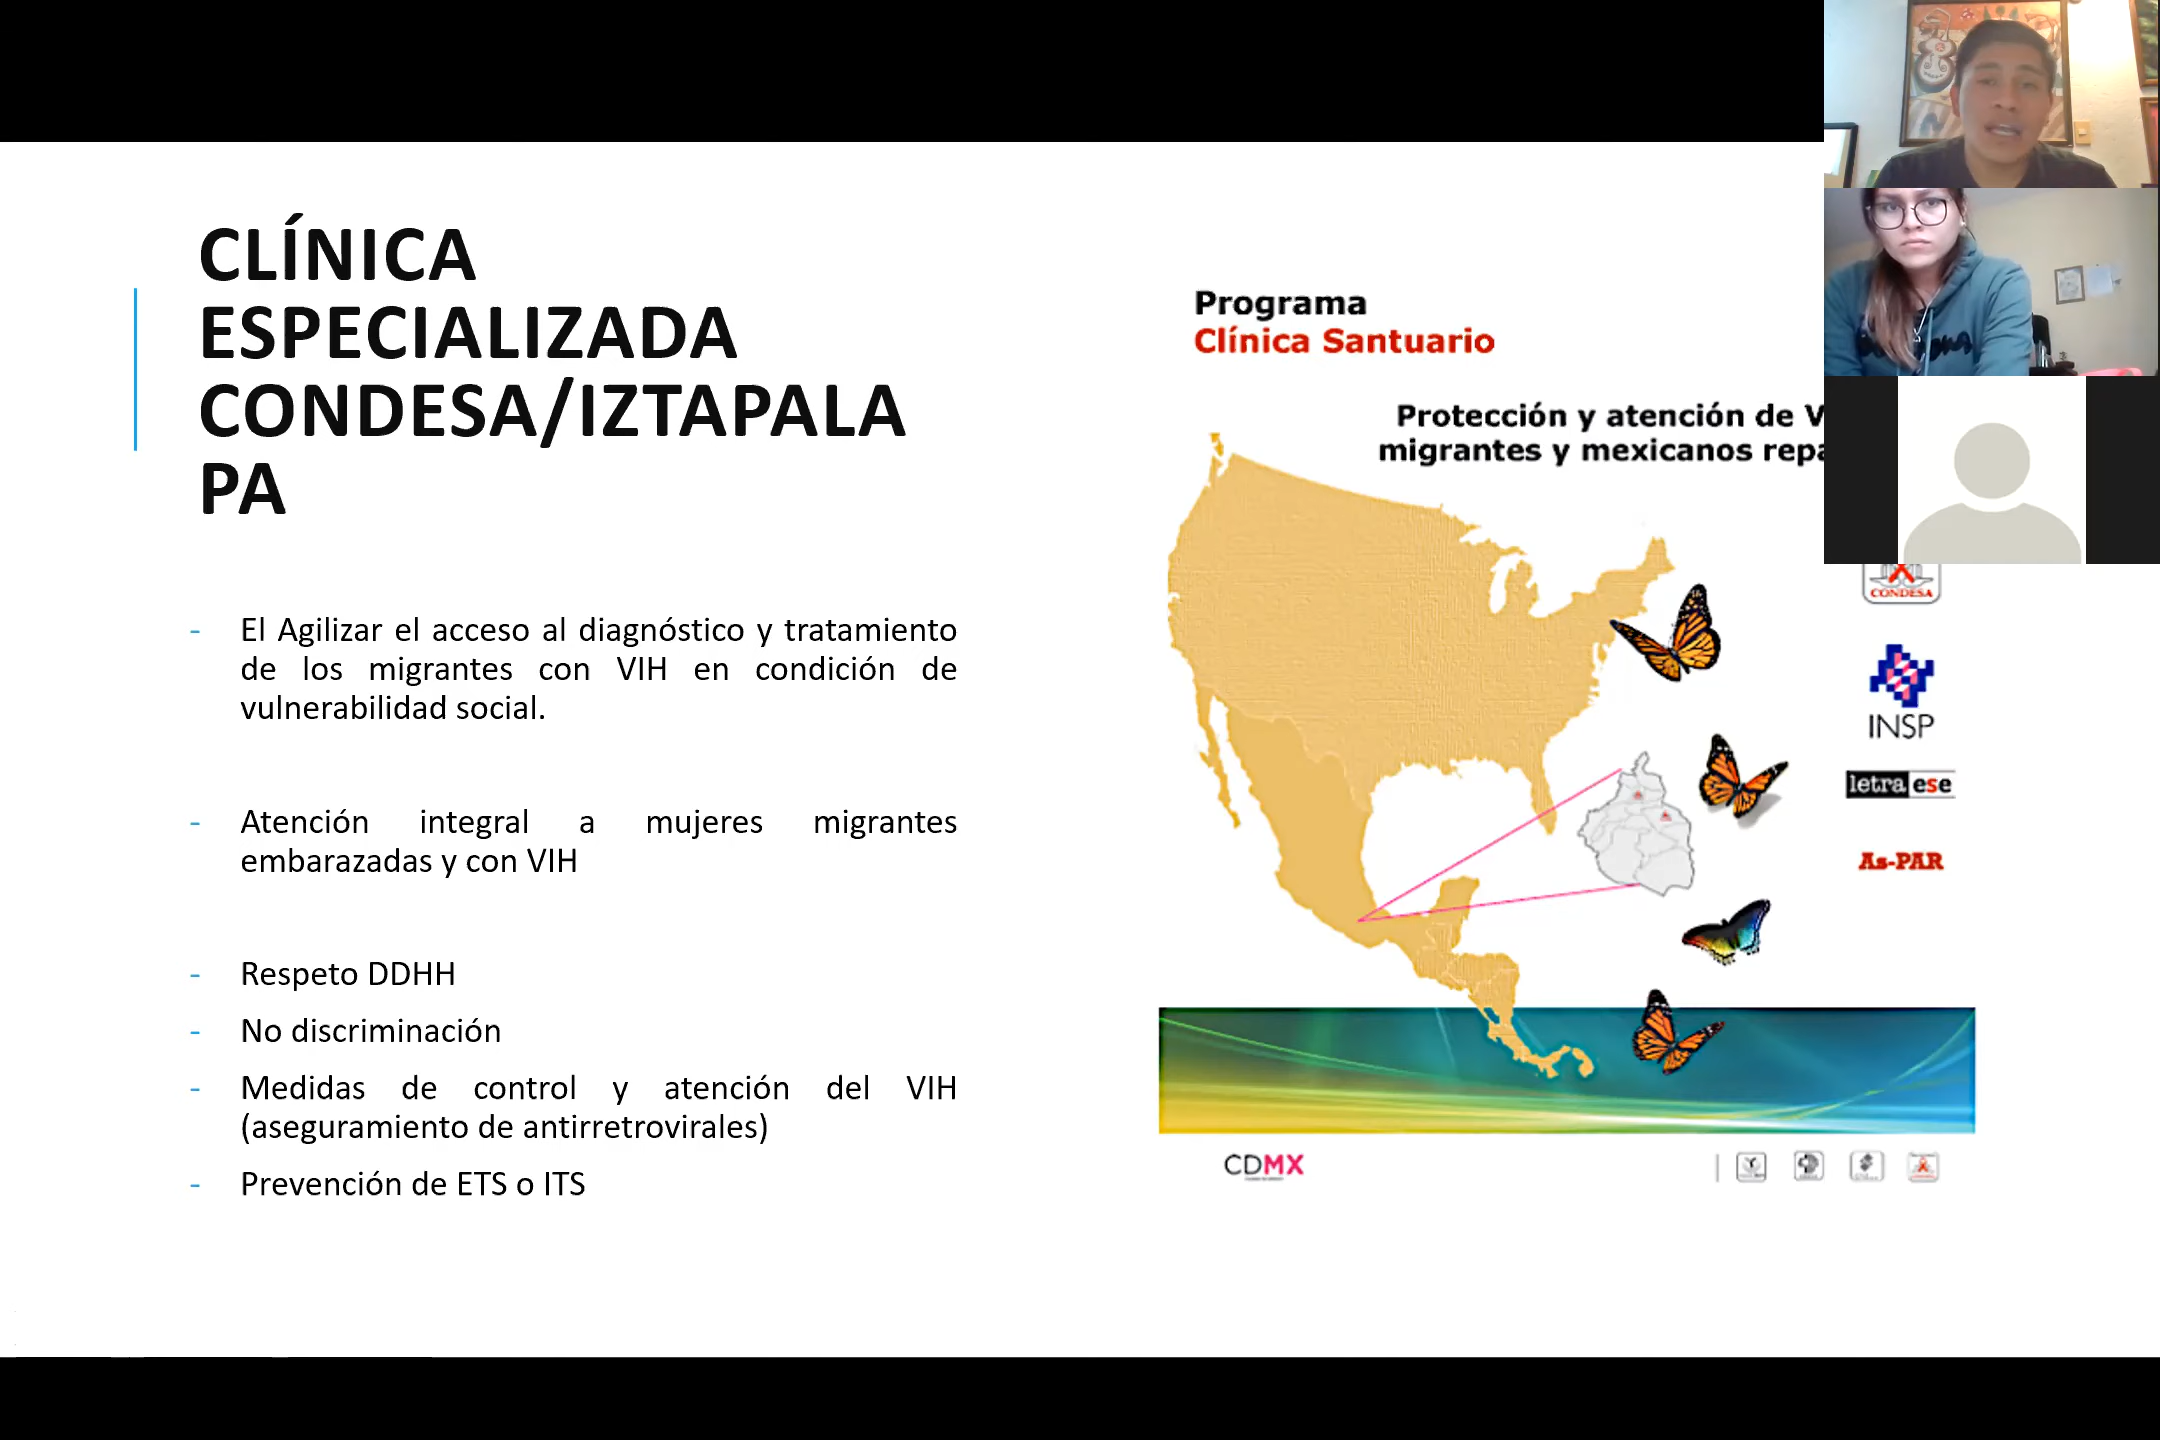 CLÍNICA
ESPECIALIZADA
CONDESA/IZTAPALA
PA
- El Agilizar el acceso al diagnóstico y tratamiento
de los migrantes con VIH en condición de
vulnerabilidad social.
- Atención integral a mujeres migrantes
embarazadas y con VIH
- Respeto DDHH
- No discriminación
- Medidas de control y atención del VIH
(aseguramiento de antirretrovirales)
- Prevención de ETS o ITS
Programa
Clínica Santuario
Protección y atención de V
migrantes y mexicanos repa
CONDESA
INSP
letra ese
As-PAR
CDMX